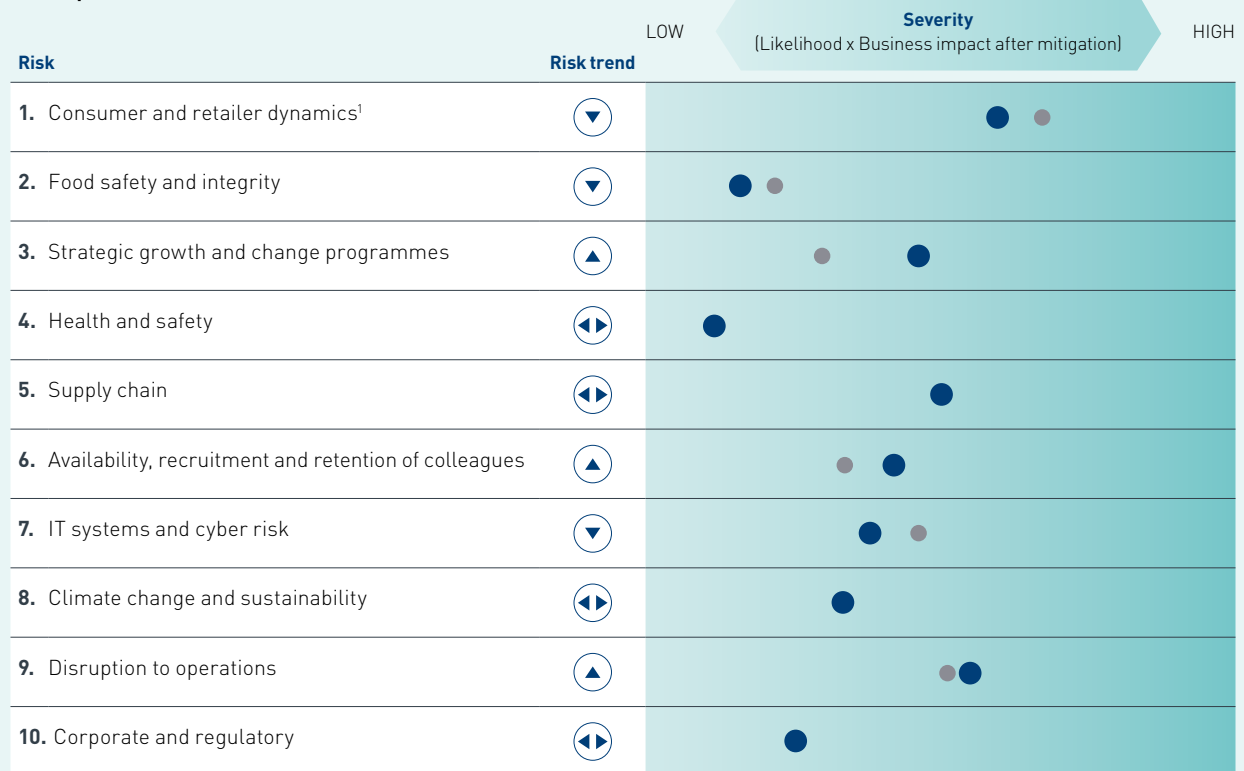 LOW
Severity
(Likelihood x Business impact after mitigation)
HIGH
Risk
Risk trend
1. Consumer and retailer dynamics1
2. Food safety and integrity
3. Strategic growth and change programmes
4. Health and safety
5. Supply chain
6. Availability, recruitment and retention of colleagues
7. IT systems and cyber risk
8. Climate change and sustainability
9. Disruption to operations
10. Corporate and regulatory